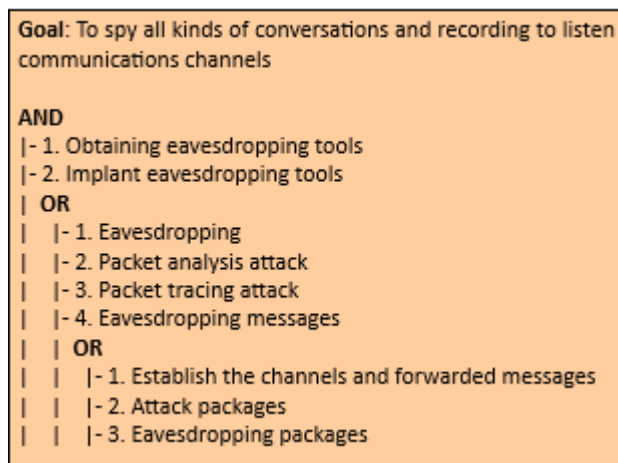 Goal: To spy all kinds of conversations and recording to listen
communications channels
AND
|- 1. Obtaining eavesdropping tools
|- 2. Implant eavesdropping tools
| OR
| |- 1. Eavesdropping
| |- 2. Packet analysis attack
| |- 3. Packet tracing attack
| |- 4. Eavesdropping messages
| | OR
| | |- 1. Establish the channels and forwarded messages
| | |- 2. Attack packages
| | |- 3. Eavesdropping packages